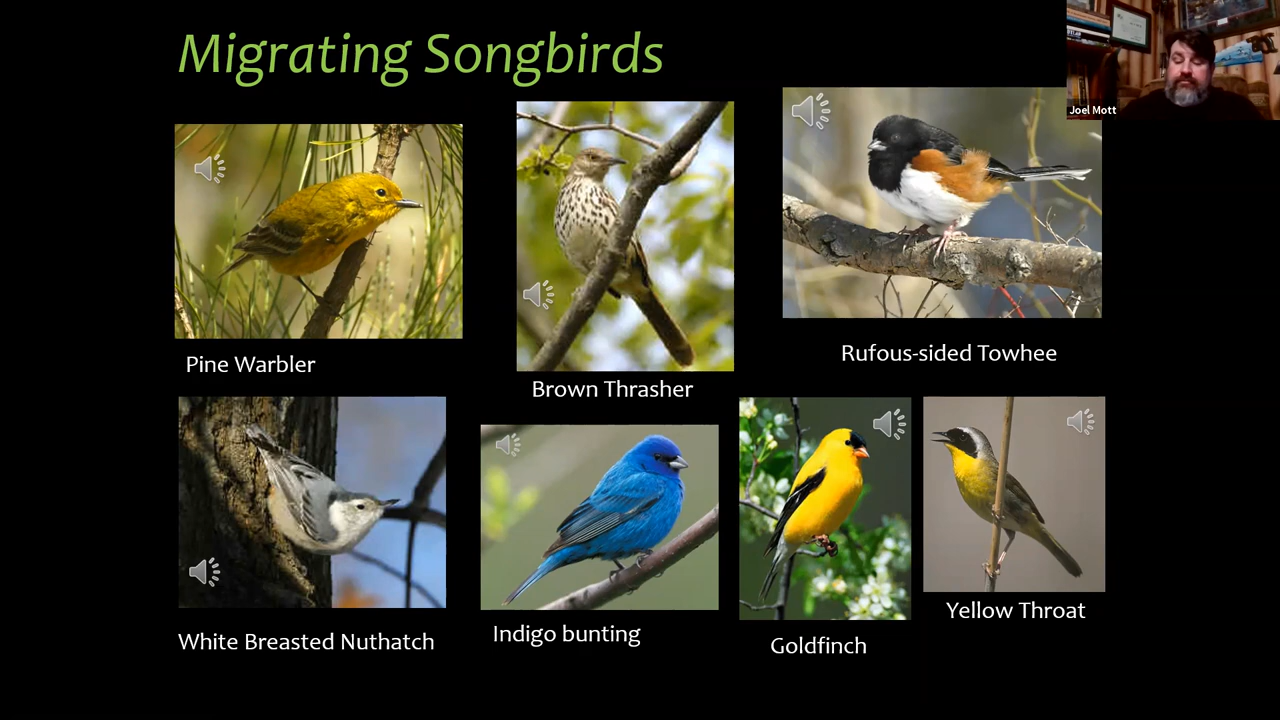 Migrating Songbirds
Joel Mott
Pine Warbler
Brown Thrasher
Rufous-sided Towhee
White Breasted Nuthatch
Indigo bunting
Goldfinch
Yellow Throat